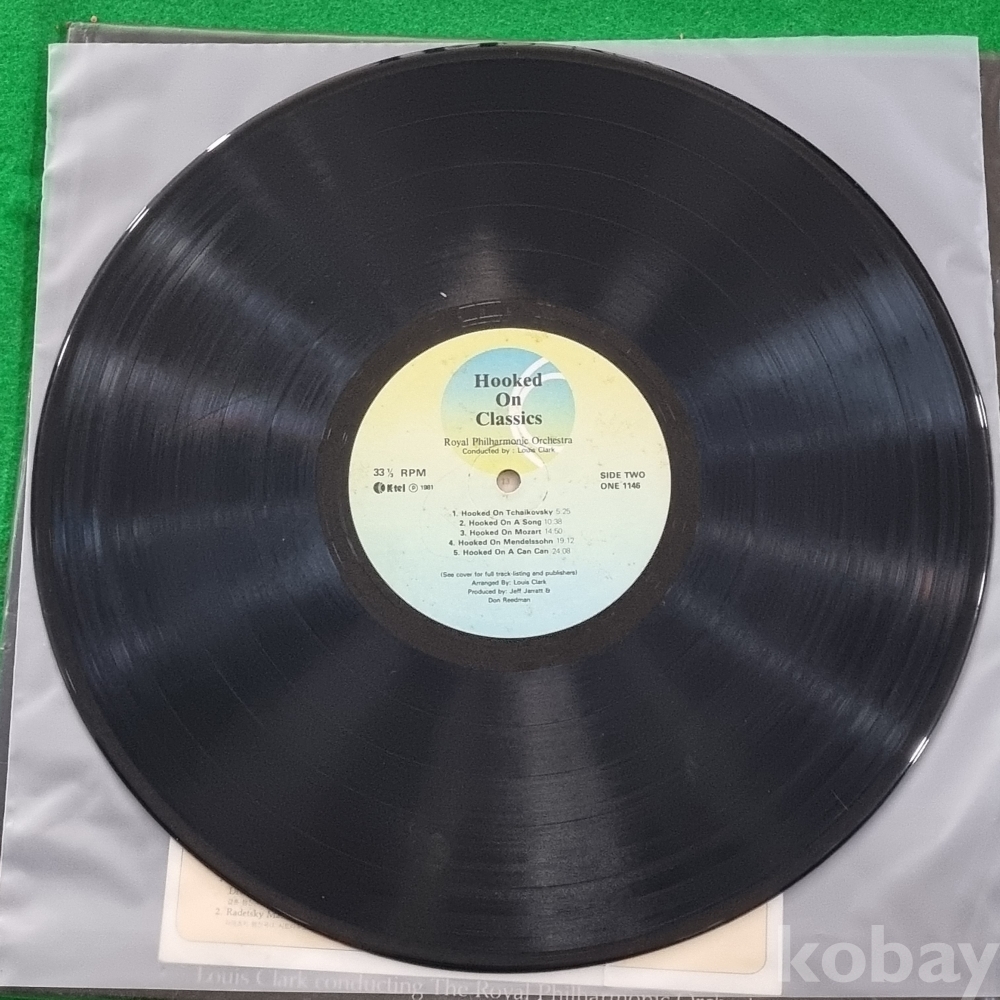 Hooked
On
Classics
Royal Philharmonic Orchestra
Conducted by : Louis Clark
33 ⅓ RPM
K-tel ℗ 1981
SIDE TWO
ONE 1146
1. Hooked On Tchaikovsky 5:25
2. Hooked On A Song 10:38
3. Hooked On Mozart 14:50
4. Hooked On Mendelssohn 19.12
5. Hooked On A Can Can 24:08
(See cover for full track-listing and publishers)
Arranged By: Louis Clark
Produced by: Jeff Jarratt &
Don Reedman
2. Radetsky
Louis Clark conducting The Royal Philharmonic
kobay